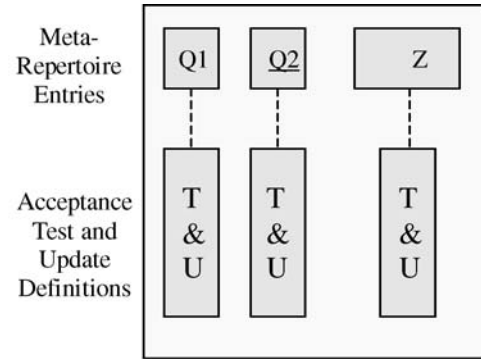 Meta-
Repertoire
Entries
Q1
Q2
Z
Acceptance
Test and
Update
Definitions
T
&
U
T
&
U
T
&
U